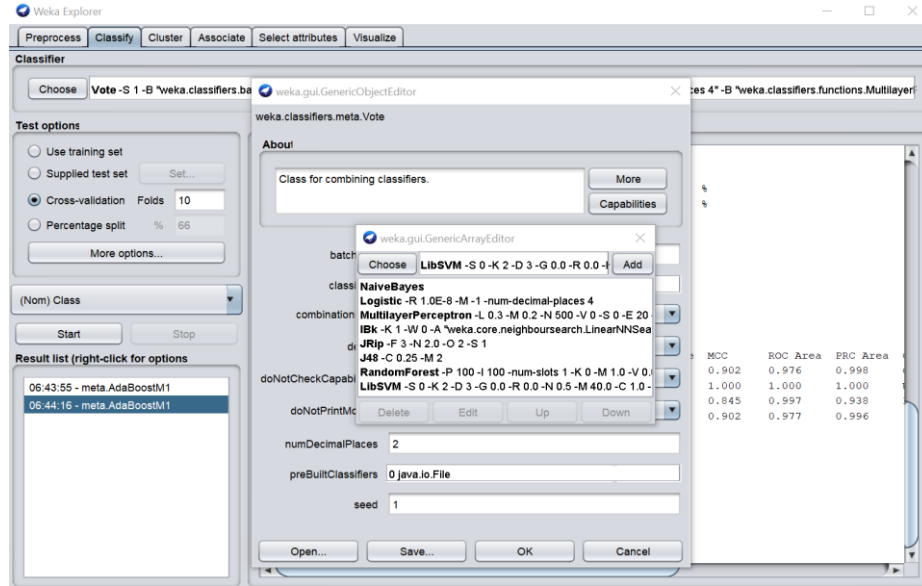 Weka Explorer
Preprocess Classify Cluster Associate Select attributes Visualize
Classifier
Choose Vote -S 1 -B "weka.classifiers.ba
es 4" -B "weka.classifiers.functions.Multilayer
Test options
Use training set
Supplied test set Set...
Cross-validation Folds 10
Percentage split % 66
More options...
(Nom) Class
Start Stop
Result list (right-click for options
06:43:55 - meta.AdaBoostM1
06:44:16 - meta.AdaBoostM1
weka.gui.GenericObjectEditor
weka.classifiers.meta.Vote
About
Class for combining classifiers.
More
Capabilities
batch
classi
combination
de
doNotCheckCapabi
doNotPrintMo
numDecimalPlaces 2
preBuiltClassifiers 0 java.io.File
seed 1
Open... Save... OK Cancel
weka.gui.GenericArrayEditor
Choose LibSVM -S 0 -K 2 -D 3 -G 0.0 -R 0.0 - Add
NaiveBayes
Logistic -R 1.0E-8 -M -1 -num-decimal-places 4
MultilayerPerceptron -L 0.3 -M 0.2 -N 500 -V 0 -S 0 -E 20
IBk -K 1 -W 0 -A "weka.core.neighboursearch.LinearNNSea
JRip -F 3 -N 2.0 -O 2 -S 1
J48 -C 0.25 -M 2
RandomForest -P 100 -I 100 -num-slots 1 -K 0 -M 1.0 -V 0.
LibSVM -S 0 -K 2 -D 3 -G 0.0 -R 0.0 -N 0.5 -M 40.0 -C 1.0 -
Delete Edit Up Down
%
%
MCC ROC Area PRC Area
0.902 0.976 0.998
1.000 1.000 1.000
0.845 0.997 0.938
0.902 0.977 0.996